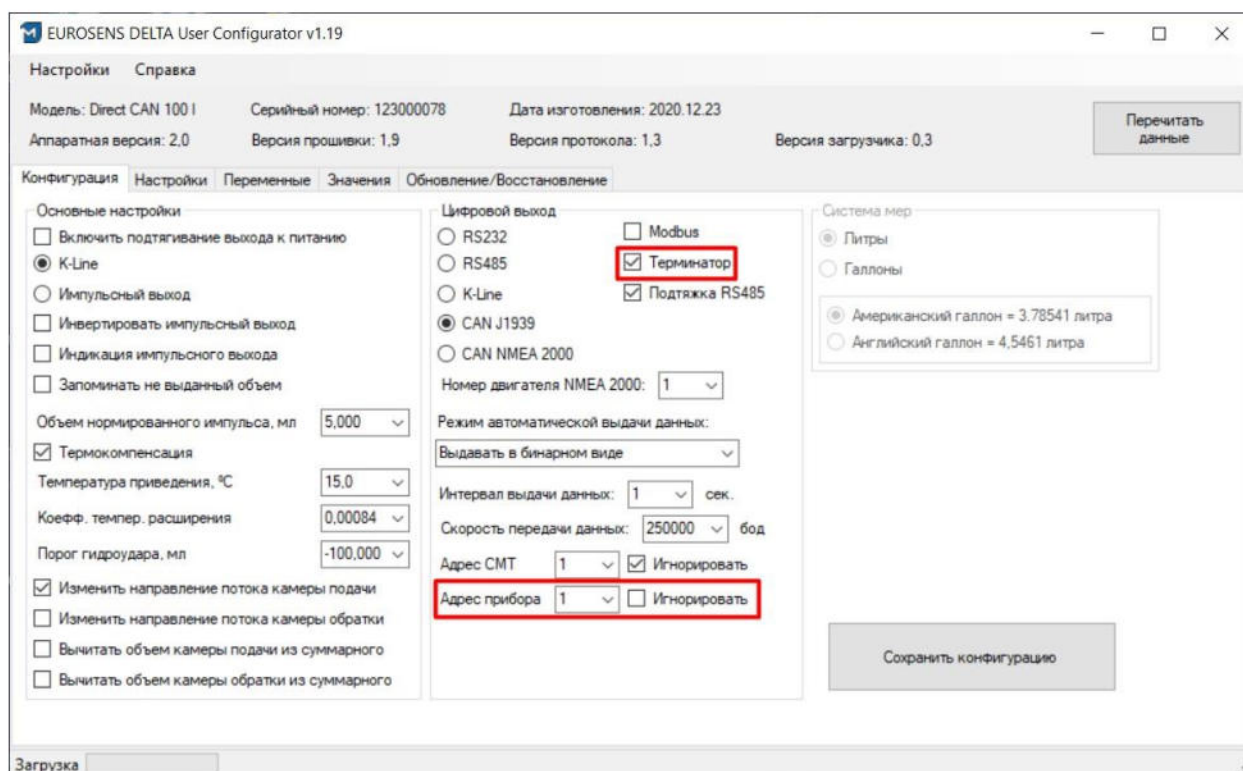 EUROSENS DELTA User Configurator v1.19
Настройки Справка
Модель: Direct CAN 100 I Серийный номер: 123000078 Дата изготовления: 2020.12.23
Аппаратная версия: 2,0 Версия прошивки: 1,9 Версия протокола: 1,3 Версия загрузчика: 0,3
Перечитать
данные
Конфигурация Настройки Переменные Значения Обновление/Восстановление
Основные настройки
Включить подтягивание выхода к питанию
K-Line
Импульсный выход
Инвертировать импульсный выход
Индикация импульсного выхода
Запоминать не выданный объем
Объем нормированного импульса, мл 5,000
Термокомпенсация
Температура приведения, ºC 15,0
Коефф. темпер. расширения 0,00084
Порог гидроудара, мл -100,000
Изменить направление потока камеры подачи
Изменить направление потока камеры обратки
Вычитать объем камеры подачи из суммарного
Вычитать объем камеры обратки из суммарного
Цифровой выход
RS232 Modbus
RS485 Терминатор
K-Line Подтяжка RS485
CAN J1939
CAN NMEA 2000
Номер двигателя NMEA 2000: 1
Режим автоматической выдачи данных:
Выдавать в бинарном виде
Интервал выдачи данных: 1 сек.
Скорость передачи данных: 250000 бод
Адрес СМТ 1 Игнорировать
Адрес прибора 1 Игнорировать
Система мер
Литры
Галлоны
Американский галлон = 3.78541 литра
Английский галлон = 4,5461 литра
Сохранить конфигурацию
Загрузка